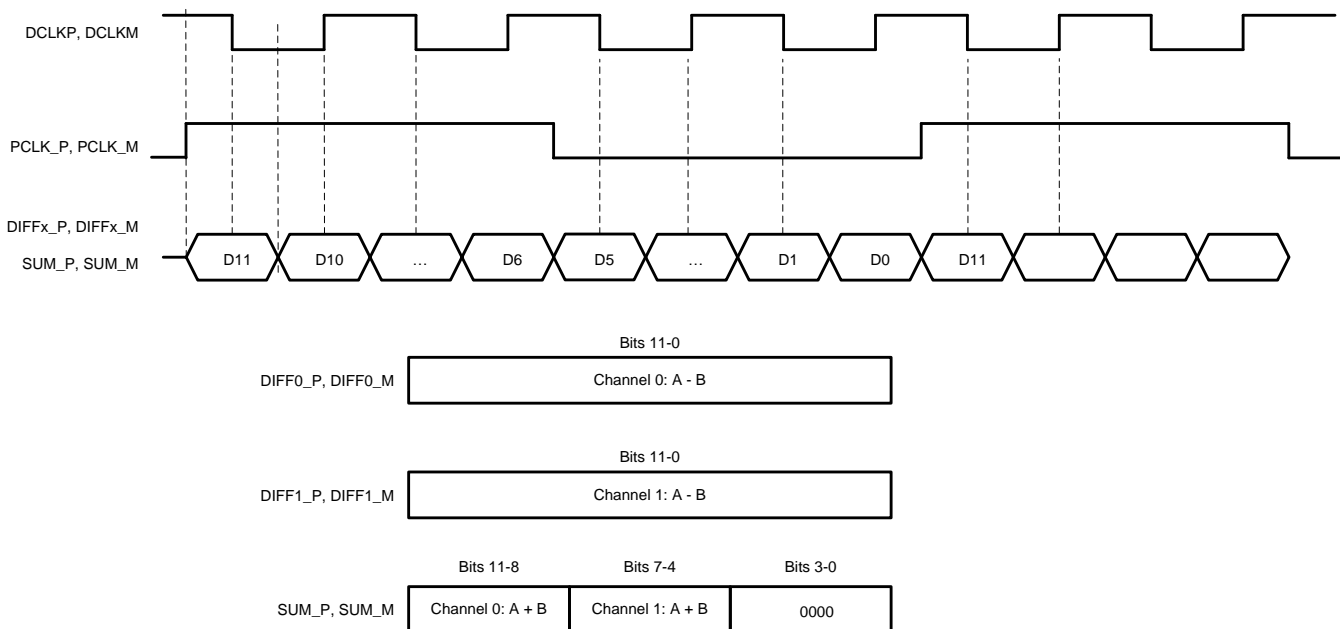 DCLKP, DCLKM
PCLK_P, PCLK_M
DIFFx_P, DIFFx_M
SUM_P, SUM_M
D11 D10 … D6 D5 … D1 D0 D11
Bits 11-0
DIFF0_P, DIFF0_M
Channel 0: A - B
Bits 11-0
DIFF1_P, DIFF1_M
Channel 1: A - B
Bits 11-8 Bits 7-4 Bits 3-0
SUM_P, SUM_M
Channel 0: A + B Channel 1: A + B 0000